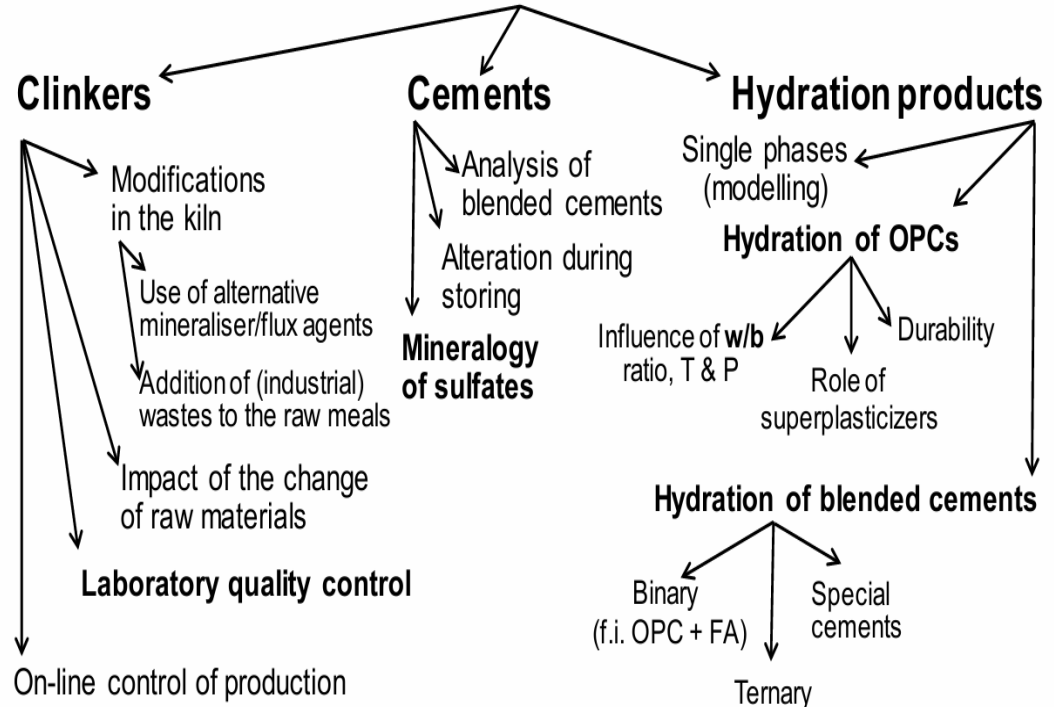 Clinkers
Modifications
in the kiln
Use of alternative
mineraliser/flux agents
Addition of (industrial)
wastes to the raw meals
Impact of the change
of raw materials
Laboratory quality control
On-line control of production
Cements
Analysis of
blended cements
Alteration during
storing
Mineralogy
of sulfates
Hydration products
Single phases
(modelling)
Hydration of OPCs
Influence of w/b
ratio, T & P
Role of
superplasticizers
Durability
Hydration of blended cements
Binary
(f.i. OPC + FA)
Ternary
Special
cements